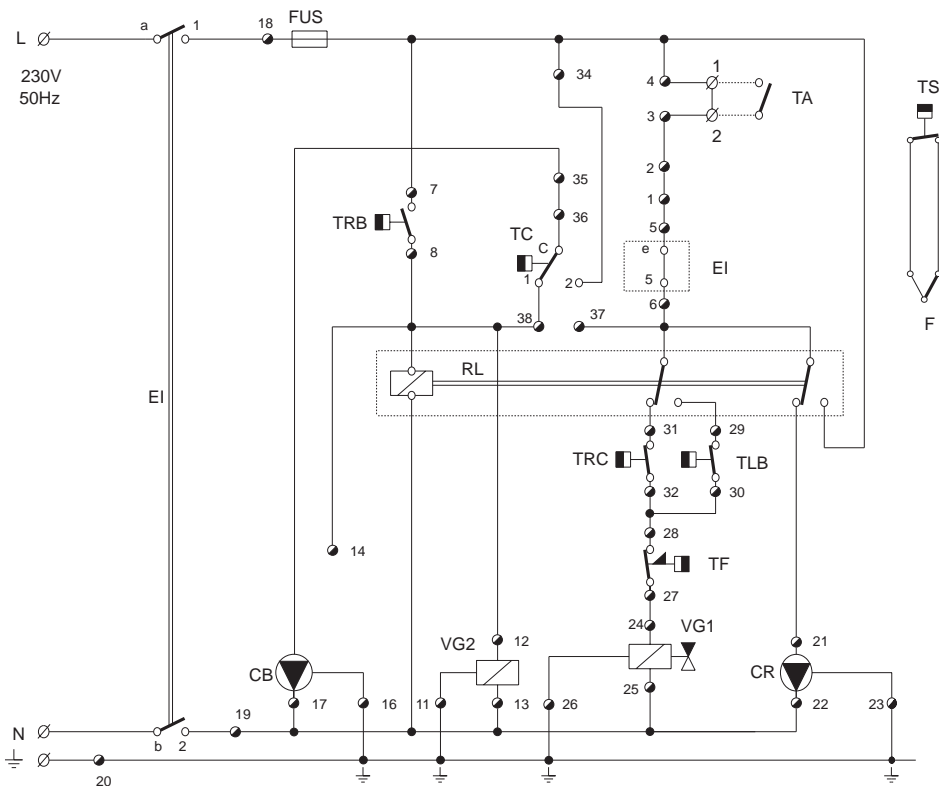 FUS
a 1 18
L
230V
50Hz
34
4 1
TA
3 2
TS
2
35
1
7
36
TRB
TC
5
C
e
8
EI
1 2
5
6
38 37
F
RL
EI
31 29
TRC TLB
32 30
28
14
TF
27
24 VG1
12
21
VG2
CB
CR
25
17 16 11 13 26 22 23
19
N
b 2
20